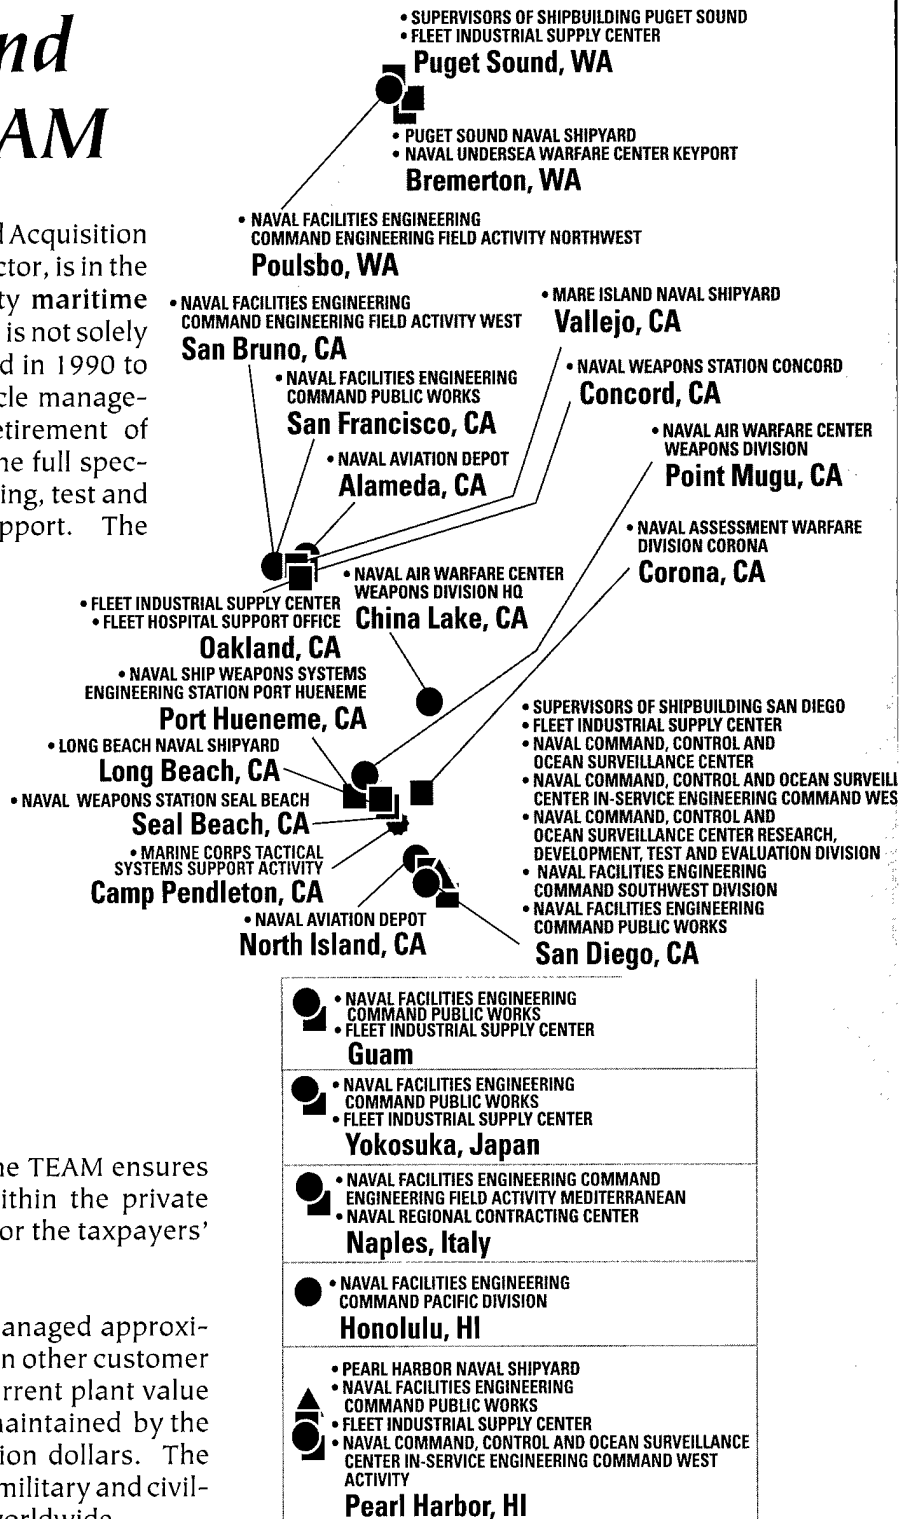 nd
AM
• SUPERVISORS OF SHIPBUILDING PUGET SOUND
• FLEET INDUSTRIAL SUPPLY CENTER
Puget Sound, WA
• PUGET SOUND NAVAL SHIPYARD
• NAVAL UNDERSEA WARFARE CENTER KEYPORT
Bremerton, WA
• NAVAL FACILITIES ENGINEERING
COMMAND ENGINEERING FIELD ACTIVITY NORTHWEST
Poulsbo, WA
d Acquisition
ctor, is in the
ty maritime
is not solely
d in 1990 to
cle manage-
etirement of
he full spec-
ing, test and
pport. The
• NAVAL FACILITIES ENGINEERING
COMMAND ENGINEERING FIELD ACTIVITY WEST
San Bruno, CA
• MARE ISLAND NAVAL SHIPYARD
Vallejo, CA
• NAVAL FACILITIES ENGINEERING
COMMAND PUBLIC WORKS
San Francisco, CA
• NAVAL WEAPONS STATION CONCORD
Concord, CA
• NAVAL AVIATION DEPOT
Alameda, CA
• NAVAL AIR WARFARE CENTER
WEAPONS DIVISION
Point Mugu, CA
• NAVAL ASSESSMENT WARFARE
DIVISION CORONA
Corona, CA
• NAVAL AIR WARFARE CENTER
WEAPONS DIVISION HQ
China Lake, CA
• FLEET INDUSTRIAL SUPPLY CENTER
• FLEET HOSPITAL SUPPORT OFFICE
Oakland, CA
• NAVAL SHIP WEAPONS SYSTEMS
ENGINEERING STATION PORT HUENEME
Port Hueneme, CA
• LONG BEACH NAVAL SHIPYARD
Long Beach, CA
• NAVAL WEAPONS STATION SEAL BEACH
Seal Beach, CA
• MARINE CORPS TACTICAL
SYSTEMS SUPPORT ACTIVITY
Camp Pendleton, CA
• NAVAL AVIATION DEPOT
North Island, CA
• SUPERVISORS OF SHIPBUILDING SAN DIEGO
• FLEET INDUSTRIAL SUPPLY CENTER
• NAVAL COMMAND, CONTROL AND
OCEAN SURVEILLANCE CENTER
• NAVAL COMMAND, CONTROL AND OCEAN SURVEILL
CENTER IN-SERVICE ENGINEERING COMMAND WES
• NAVAL COMMAND, CONTROL AND
OCEAN SURVEILLANCE CENTER RESEARCH,
DEVELOPMENT, TEST AND EVALUATION DIVISION
• NAVAL FACILITIES ENGINEERING
COMMAND SOUTHWEST DIVISION
• NAVAL FACILITIES ENGINEERING
COMMAND PUBLIC WORKS
San Diego, CA
• NAVAL FACILITIES ENGINEERING
COMMAND PUBLIC WORKS
• FLEET INDUSTRIAL SUPPLY CENTER
Guam
• NAVAL FACILITIES ENGINEERING
COMMAND PUBLIC WORKS
• FLEET INDUSTRIAL SUPPLY CENTER
Yokosuka, Japan
• NAVAL FACILITIES ENGINEERING COMMAND
ENGINEERING FIELD ACTIVITY MEDITERRANEAN
• NAVAL REGIONAL CONTRACTING CENTER
Naples, Italy
• NAVAL FACILITIES ENGINEERING
COMMAND PACIFIC DIVISION
Honolulu, HI
• PEARL HARBOR NAVAL SHIPYARD
• NAVAL FACILITIES ENGINEERING
COMMAND PUBLIC WORKS
• FLEET INDUSTRIAL SUPPLY CENTER
• NAVAL COMMAND, CONTROL AND OCEAN SURVEILLANCE
CENTER IN-SERVICE ENGINEERING COMMAND WEST
ACTIVITY
Pearl Harbor, HI
he TEAM ensures
ithin the private
or the taxpayers'
anaged approxi-
n other customer
urrent plant value
naintained by the
ion dollars. The
military and civil-
worldwide